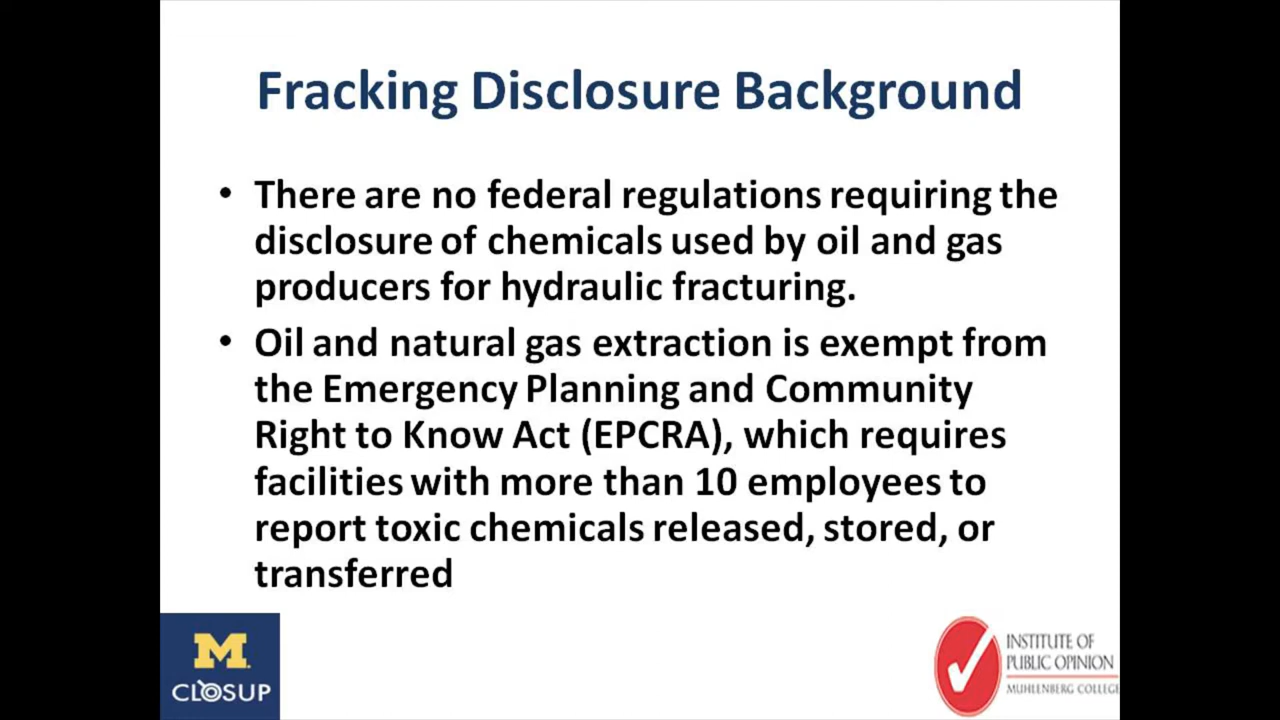 Fracking Disclosure Background
• There are no federal regulations requiring the
disclosure of chemicals used by oil and gas
producers for hydraulic fracturing.
• Oil and natural gas extraction is exempt from
the Emergency Planning and Community
Right to Know Act (EPCRA), which requires
facilities with more than 10 employees to
report toxic chemicals released, stored, or
transferred
M
CLOSUP
INSTITUTE OF
PUBLIC OPINION
MUHLENBERG COLLEGE